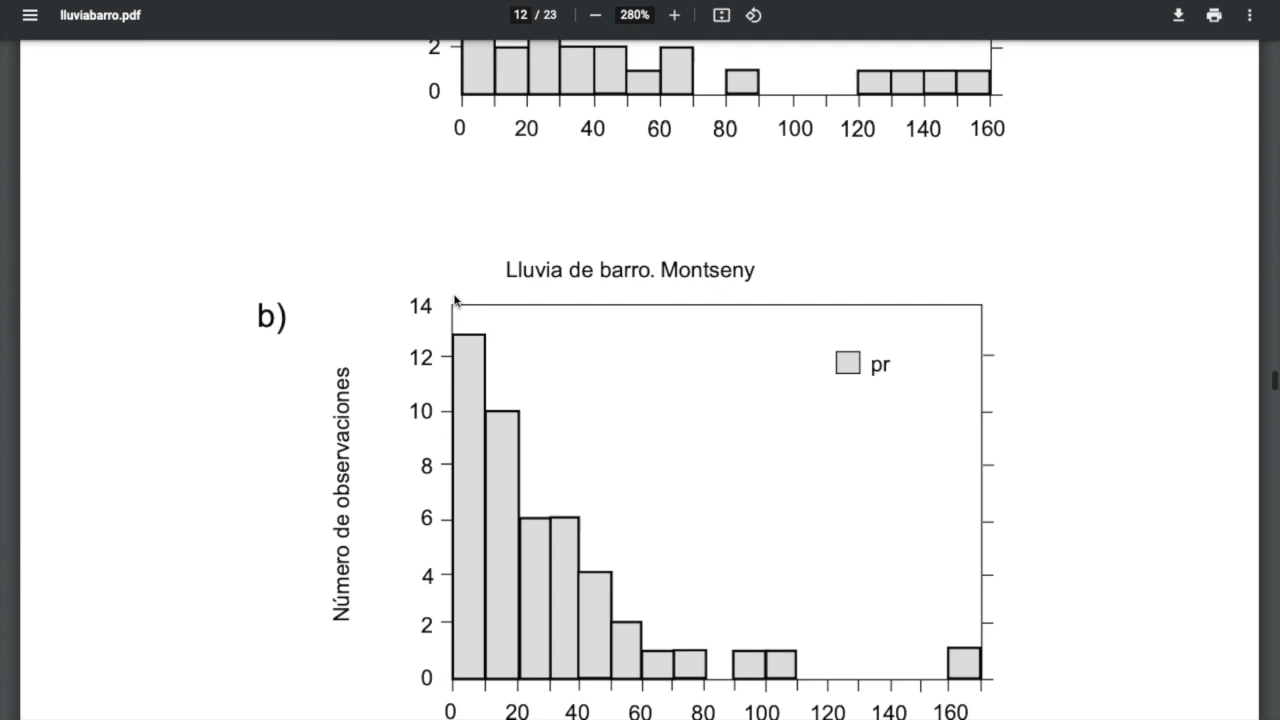 lluviabarro.pdf
12 / 23
280%
2
0
0 20 40 60 80 100 120 140 160
Lluvia de barro. Montseny
b)
Número de observaciones
14
12
10
8
6
4
2
0
pr
0 20 40 60 80 100 120 140 160